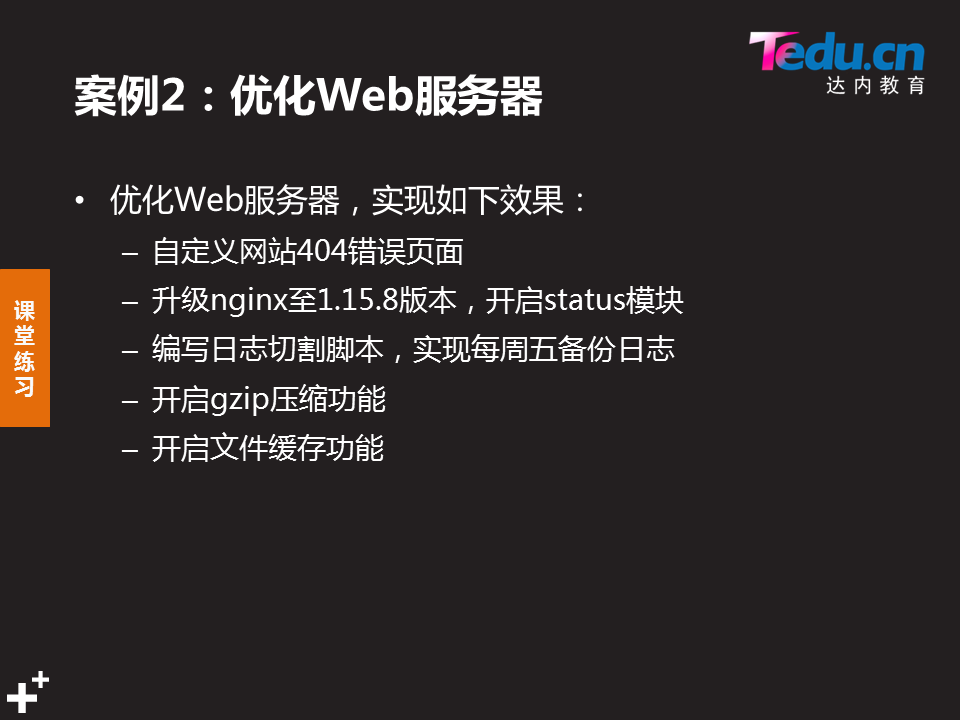 Tedu.cn
达内教育
案例2：优化Web服务器
• 优化Web服务器，实现如下效果：
– 自定义网站404错误页面
– 升级nginx至1.15.8版本，开启status模块
– 编写日志切割脚本，实现每周五备份日志
– 开启gzip压缩功能
– 开启文件缓存功能
课
堂
练
习